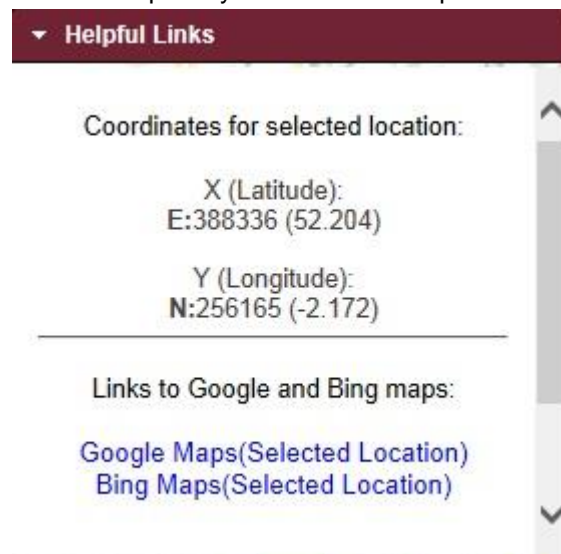 Helpful Links
Coordinates for selected location:
X (Latitude):
E:388336 (52.204)
Y (Longitude):
N:256165 (-2.172)
Links to Google and Bing maps:
Google Maps(Selected Location)
Bing Maps(Selected Location)